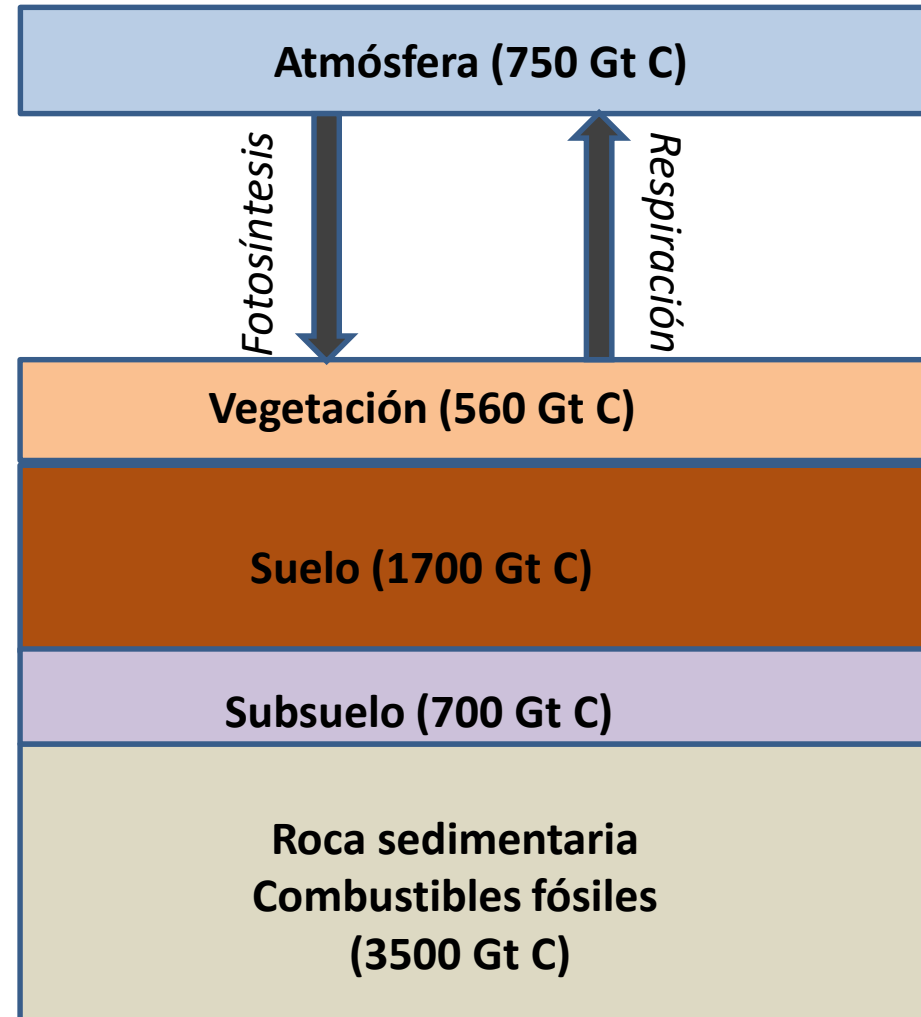 Atmósfera (750 Gt C)
Fotosíntesis
Respiración
Vegetación (560 Gt C)
Suelo (1700 Gt C)
Subsuelo (700 Gt C)
Roca sedimentaria
Combustibles fósiles
(3500 Gt C)